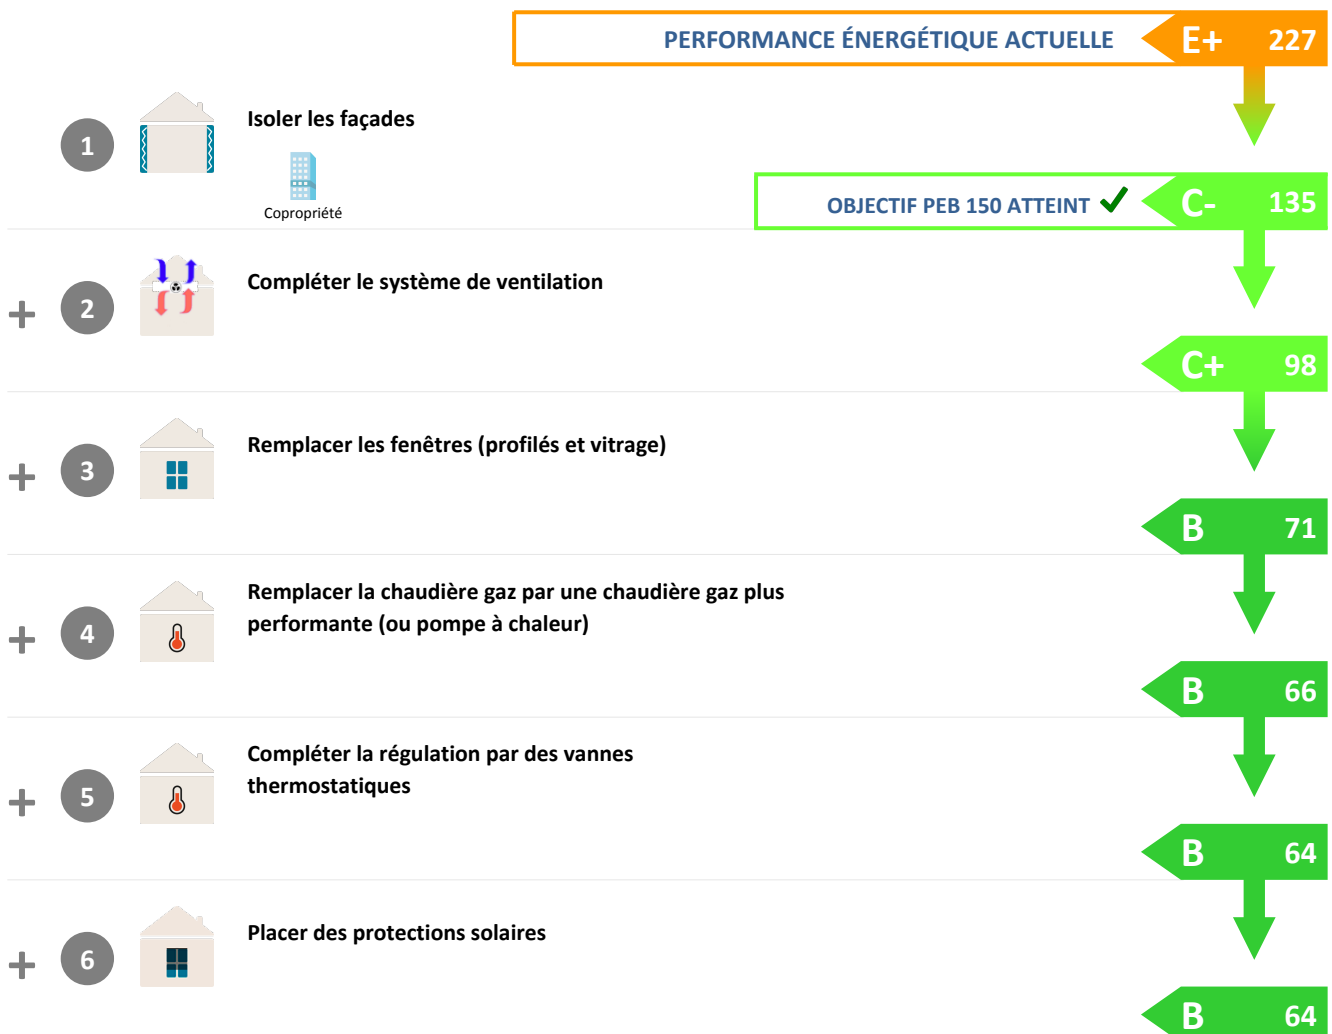 PERFORMANCE ÉNERGÉTIQUE ACTUELLE E+ 227
1 Isoler les façades
Copropriété
OBJECTIF PEB 150 ATTEINT C- 135
+ 2 Compléter le système de ventilation
C+ 98
+ 3 Remplacer les fenêtres (profilés et vitrage)
B 71
+ 4 Remplacer la chaudière gaz par une chaudière gaz plus
performante (ou pompe à chaleur)
B 66
+ 5 Compléter la régulation par des vannes
thermostatiques
B 64
+ 6 Placer des protections solaires
B 64